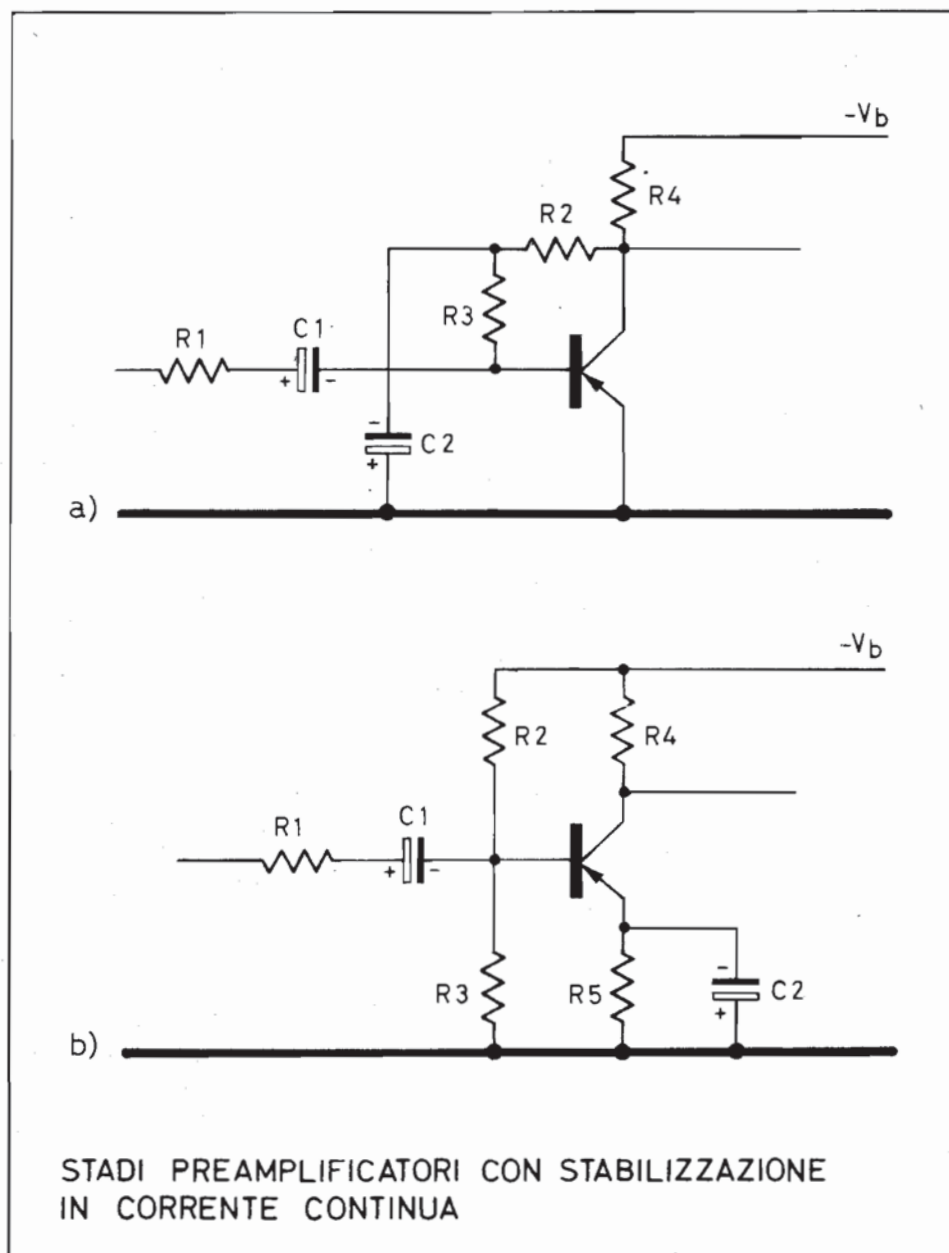 -Vb
R4
R2
R3
C1
R1
+ -
-
C2
+
a)
-Vb
R2
R4
C1
R1
+ -
R3
R5
-
C2
+
b)
STADI PREAMPLIFICATORI CON STABILIZZAZIONE
IN CORRENTE CONTINUA